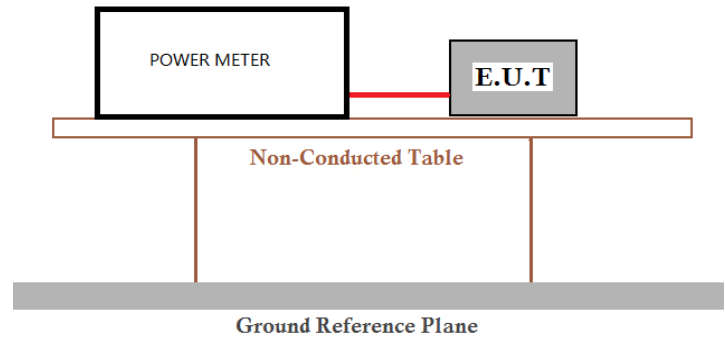 POWER METER
E.U.T
Non-Conducted Table
Ground Reference Plane